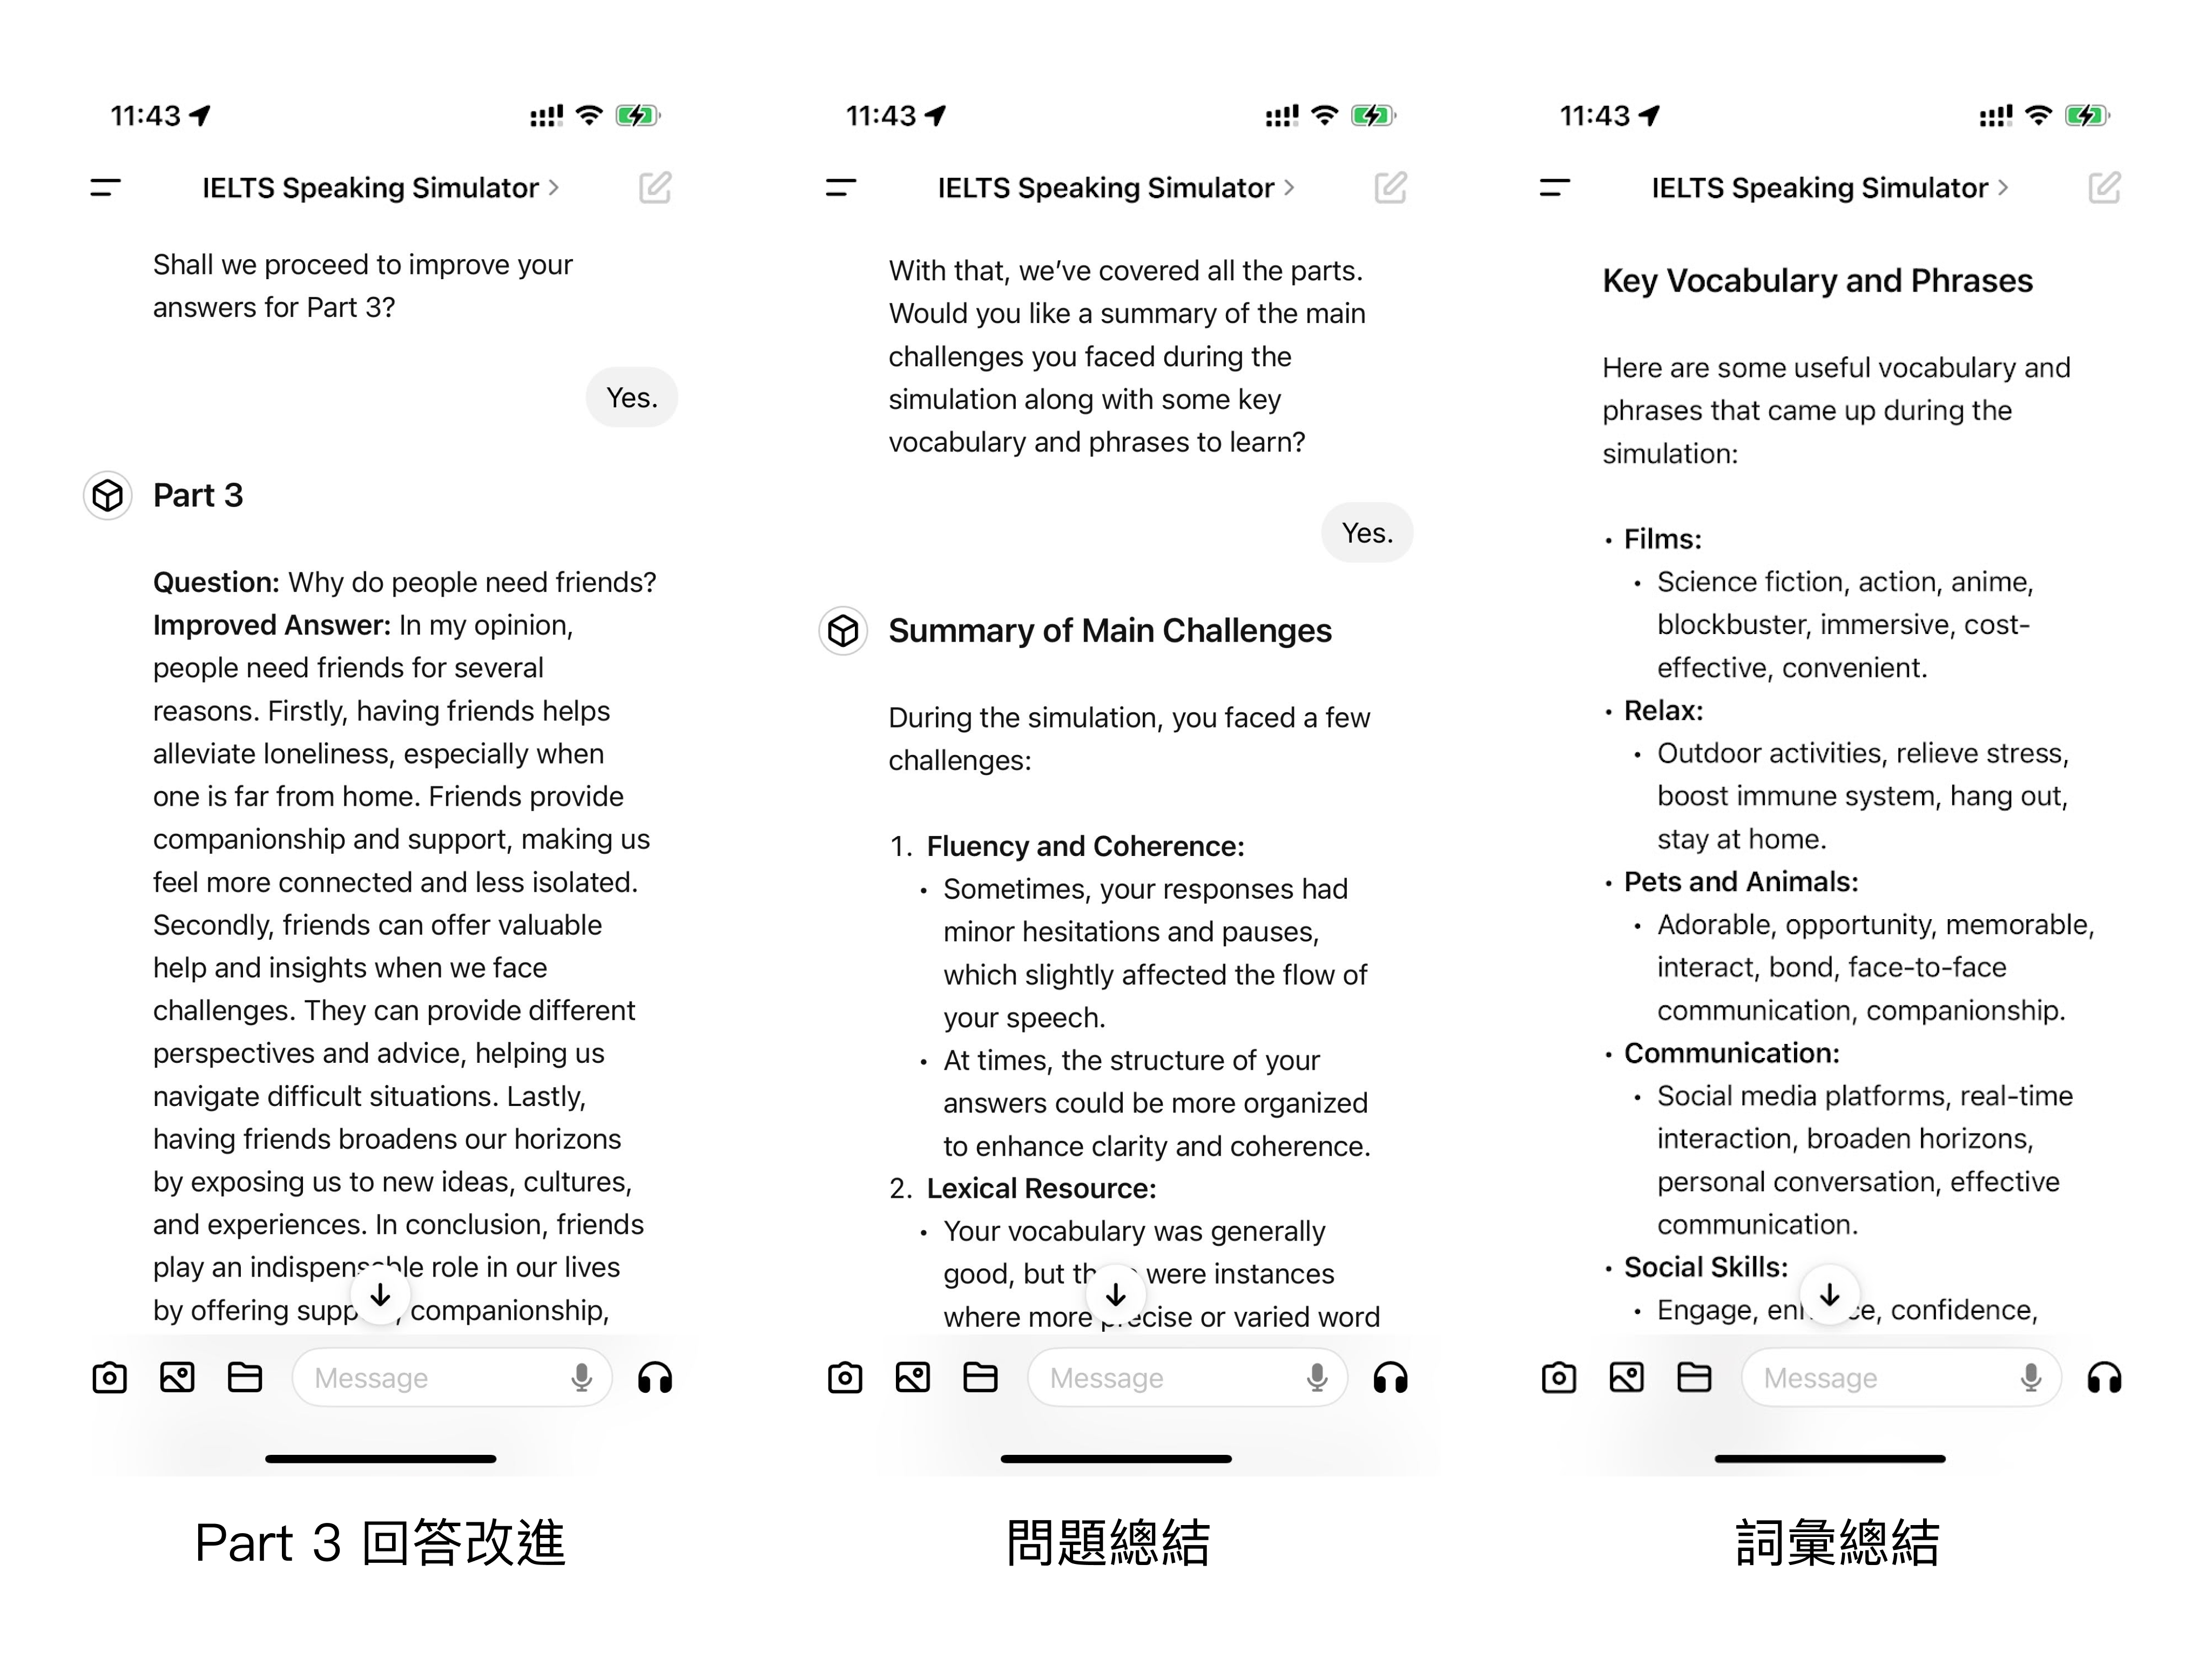 11:43
IELTS Speaking Simulator
Shall we proceed to improve your
answers for Part 3?
Yes.
Part 3
Question: Why do people need friends?
Improved Answer: In my opinion,
people need friends for several
reasons. Firstly, having friends helps
alleviate loneliness, especially when
one is far from home. Friends provide
companionship and support, making us
feel more connected and less isolated.
Secondly, friends can offer valuable
help and insights when we face
challenges. They can provide different
perspectives and advice, helping us
navigate difficult situations. Lastly,
having friends broadens our horizons
by exposing us to new ideas, cultures,
and experiences. In conclusion, friends
play an indispensable role in our lives
by offering support, companionship,
Message
Part 3 回答改進
11:43
IELTS Speaking Simulator
With that, we’ve covered all the parts.
Would you like a summary of the main
challenges you faced during the
simulation along with some key
vocabulary and phrases to learn?
Yes.
Summary of Main Challenges
During the simulation, you faced a few
challenges:
1. Fluency and Coherence:
• Sometimes, your responses had
minor hesitations and pauses,
which slightly affected the flow of
your speech.
• At times, the structure of your
answers could be more organized
to enhance clarity and coherence.
2. Lexical Resource:
• Your vocabulary was generally
good, but there were instances
where more precise or varied word
Message
問題總結
11:43
IELTS Speaking Simulator
Key Vocabulary and Phrases
Here are some useful vocabulary and
phrases that came up during the
simulation:
• Films:
• Science fiction, action, anime,
blockbuster, immersive, cost-
effective, convenient.
• Relax:
• Outdoor activities, relieve stress,
boost immune system, hang out,
stay at home.
• Pets and Animals:
• Adorable, opportunity, memorable,
interact, bond, face-to-face
communication, companionship.
• Communication:
• Social media platforms, real-time
interaction, broaden horizons,
personal conversation, effective
communication.
• Social Skills:
• Engage, enhance, confidence,
Message
詞彙總結